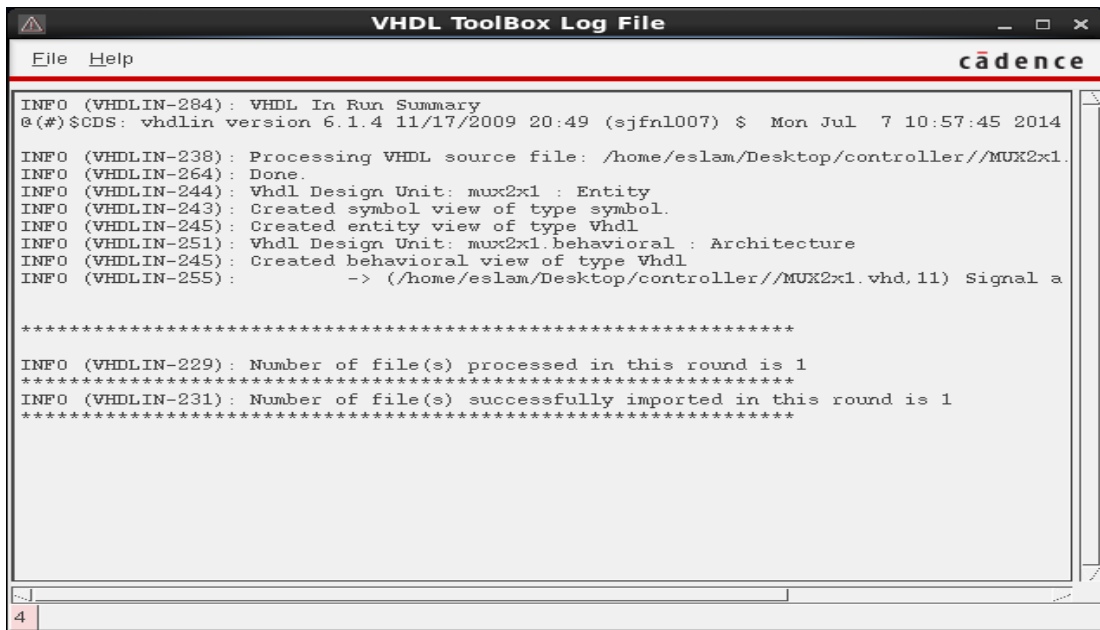 VHDL ToolBox Log File
File Help
cādence
INFO (VHDLIN-284): VHDL In Run Summary
@(#)$CDS: vhdlin version 6.1.4 11/17/2009 20:49 (sjfnl007) $  Mon Jul  7 10:57:45 2014
INFO (VHDLIN-238): Processing VHDL source file: /home/eslam/Desktop/controller//MUX2x1.
INFO (VHDLIN-264): Done.
INFO (VHDLIN-244): Vhdl Design Unit: mux2x1 : Entity
INFO (VHDLIN-243): Created symbol view of type symbol.
INFO (VHDLIN-245): Created entity view of type Vhdl
INFO (VHDLIN-251): Vhdl Design Unit: mux2x1.behavioral : Architecture
INFO (VHDLIN-245): Created behavioral view of type Vhdl
INFO (VHDLIN-255):         -> (/home/eslam/Desktop/controller//MUX2x1.vhd,11) Signal a
****************************************************************
INFO (VHDLIN-229): Number of file(s) processed in this round is 1
****************************************************************
INFO (VHDLIN-231): Number of file(s) successfully imported in this round is 1
****************************************************************
4